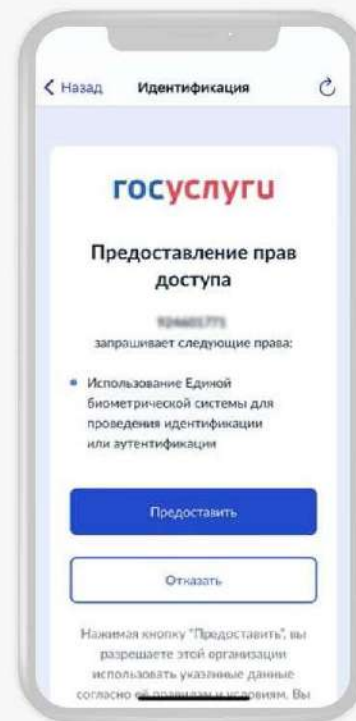 Назад Идентификация
госуслуги
Предоставление прав
доступа
запрашивает следующие права:
Использование Единой
биометрической системы для
проведения идентификации
или аутентификации
Предоставить
Отказать
Нажимая кнопку "Предоставить", вы
разрешаете этой организации
использовать указанные данные
согласно её правилам и условиям. Вы